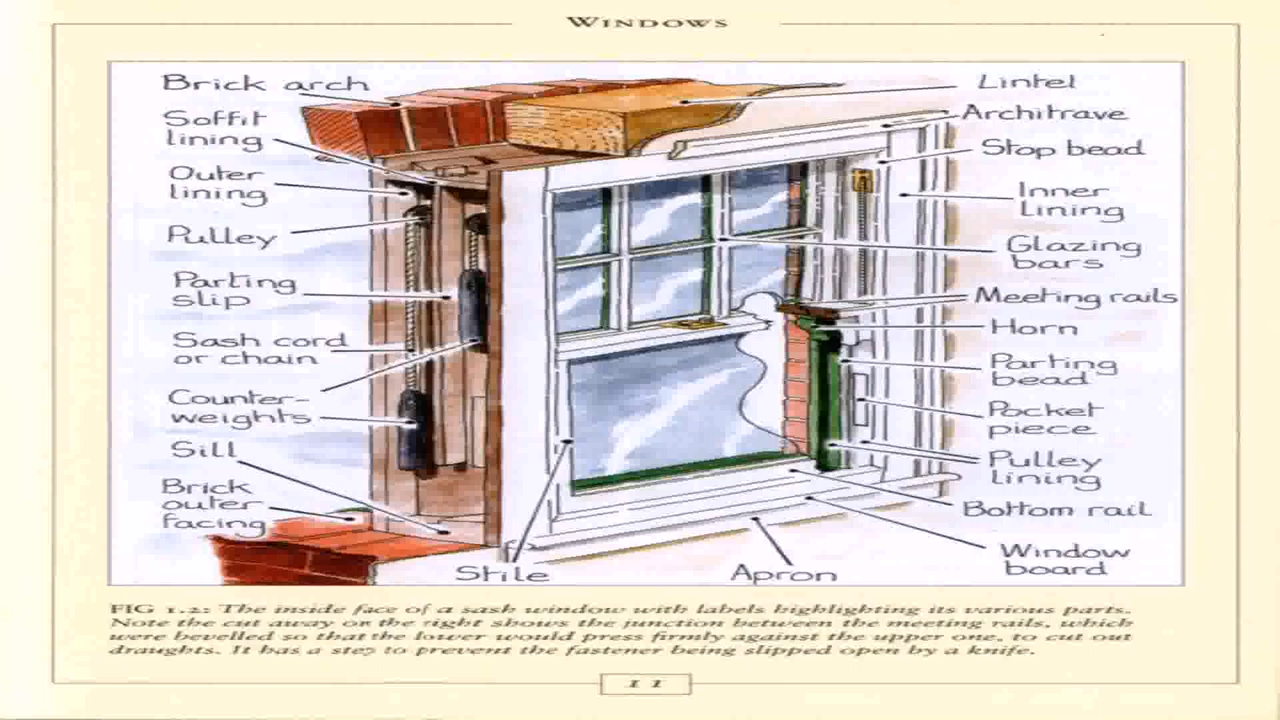 WINDOWS
Brick arch
Soffit
lining
Outer
lining
Pulley
Parting
slip
Sash cord
or chain
Counter-
weights
Sill
Brick
outer
facing
Stile
Apron
Lintel
Architrave
Stop bead
Inner
lining
Glazing
bars
Meeting rails
Horn
Parting
bead
Pocket
piece
Pulley
lining
Bottom rail
Window
board
FIG 1.2: The inside face of a sash window with labels highlighting its various parts.
Note the cut away on the right shows the junction between the meeting rails, which
were bevelled so that the lower would press firmly against the upper one, to cut out
draughts. It has a step to prevent the fastener being slipped open by a knife.
11